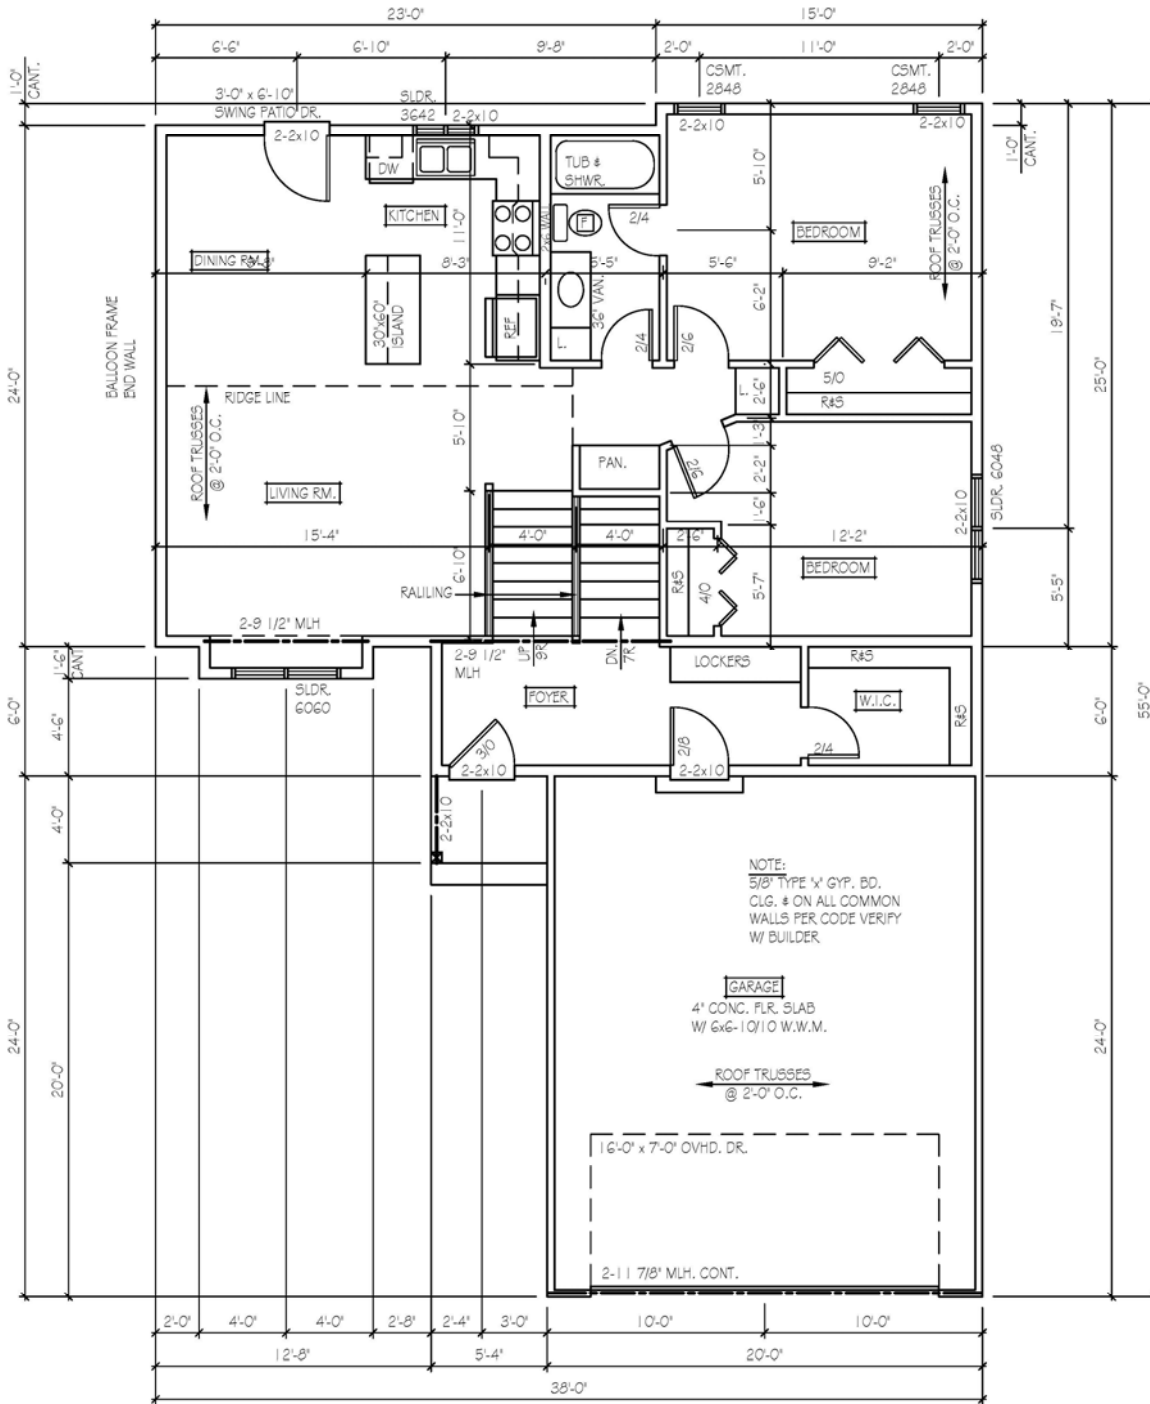 23'-0"
15'-0"
6'-6"
6'-10"
9'-8"
2'-0"
11'-0"
2'-0"
1'-0"
CANT.
3'-0" x 6'-10"
SWING PATIO DR.
2-2x10
SLDR.
3642
2-2x10
CSMT.
2848
2-2x10
CSMT.
2848
2-2x10
1'-0"
CANT.
DW
TUB &
SHWR.
5'-10"
KITCHEN
11'-0"
2x6 WALL
F
2/4
BEDROOM
ROOF TRUSSES
@ 2'-0" O.C.
DINING RM.
8'-3"
5'-5"
5'-6"
9'-2"
36" VAN.
6'-2"
19'-7"
25'-0"
BALLOON FRAME
END WALL
30"x60"
ISLAND
REF
L.
2/4
2/6
24'-0"
RIDGE LINE
5/0
R&S
L.
2'-6"
ROOF TRUSSES
@ 2'-0" O.C.
5'-10"
1'-3"
PAN.
2/6
2'-2"
SLDR. 6048
2-2x10
LIVING RM.
1'-6"
15'-4"
4'-0"
4'-0"
2'-6"
12'-2"
6'-10"
BEDROOM
RAILING
R&S
4/0
5'-7"
5'-5"
2-9 1/2" MLH
2-9 1/2"
MLH
UP
9R
DN.
7R
LOCKERS
R&S
1'-6"
CANT
SLDR.
6060
FOYER
W.I.C.
R&S
6'-0"
4'-6"
3/0
2-2x10
2/8
2-2x10
2/4
6'-0"
55'-0"
4'-0"
2-2x10
NOTE:
5/8" TYPE "x" GYP. BD.
CLG. & ON ALL COMMON
WALLS PER CODE VERIFY
W/ BUILDER
GARAGE
4" CONC. FLR. SLAB
W/ 6x6-10/10 W.W.M.
24'-0"
20'-0"
24'-0"
ROOF TRUSSES
@ 2'-0" O.C.
16'-0" x 7'-0" OVHD. DR.
2-11 7/8" MLH. CONT.
2'-0"
4'-0"
4'-0"
2'-8"
2'-4"
3'-0"
10'-0"
10'-0"
12'-8"
5'-4"
20'-0"
38'-0"